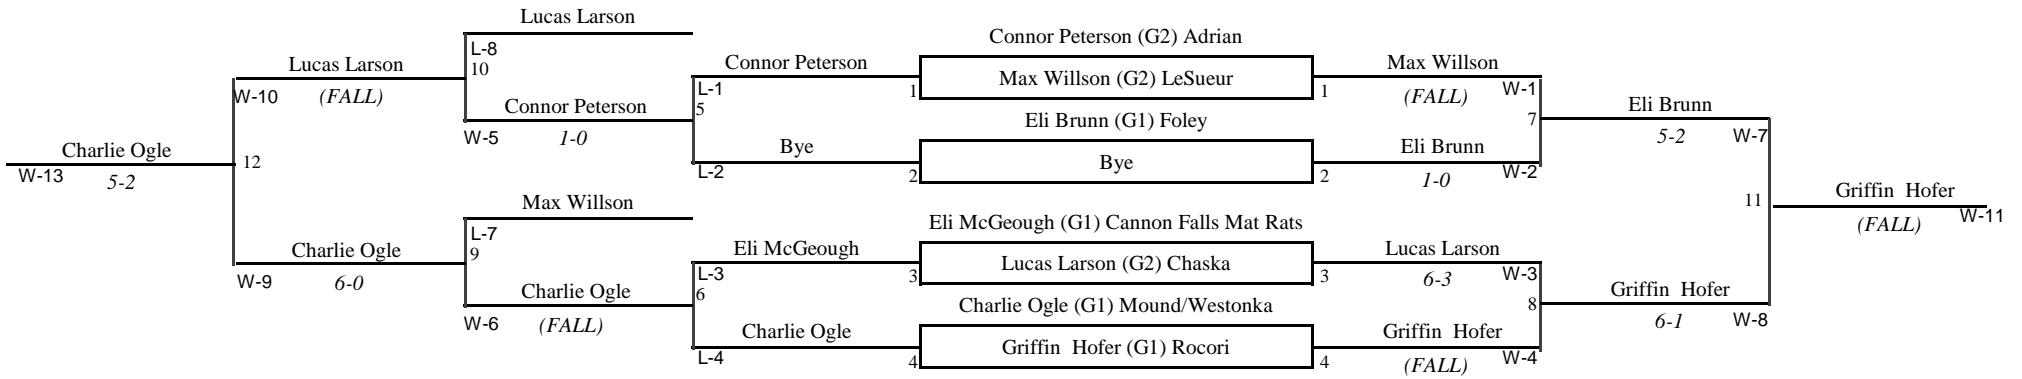 Lucas Larson
L-8
10
Connor Peterson (G2) Adrian
Lucas Larson
Connor Peterson
Max Willson (G2) LeSueur
Max Willson
W-10
(FALL)
Connor Peterson
L-1
1
1
(FALL)
W-1
5
Eli Brunn (G1) Foley
7
Eli Brunn
W-5
1-0
5-2
W-7
Charlie Ogle
12
Bye
Bye
Eli Brunn
W-13
5-2
L-2
2
2
1-0
W-2
Max Willson
11
Griffin Hofer
L-7
9
Eli McGeough (G1) Cannon Falls Mat Rats
(FALL)
W-11
Charlie Ogle
Eli McGeough
Lucas Larson (G2) Chaska
Lucas Larson
W-9
6-0
L-3
3
3
6-3
W-3
Charlie Ogle
6
Charlie Ogle (G1) Mound/Westonka
8
Griffin Hofer
W-6
(FALL)
6-1
W-8
Charlie Ogle
Griffin Hofer (G1) Rocori
Griffin Hofer
L-4
4
4
(FALL)
W-4